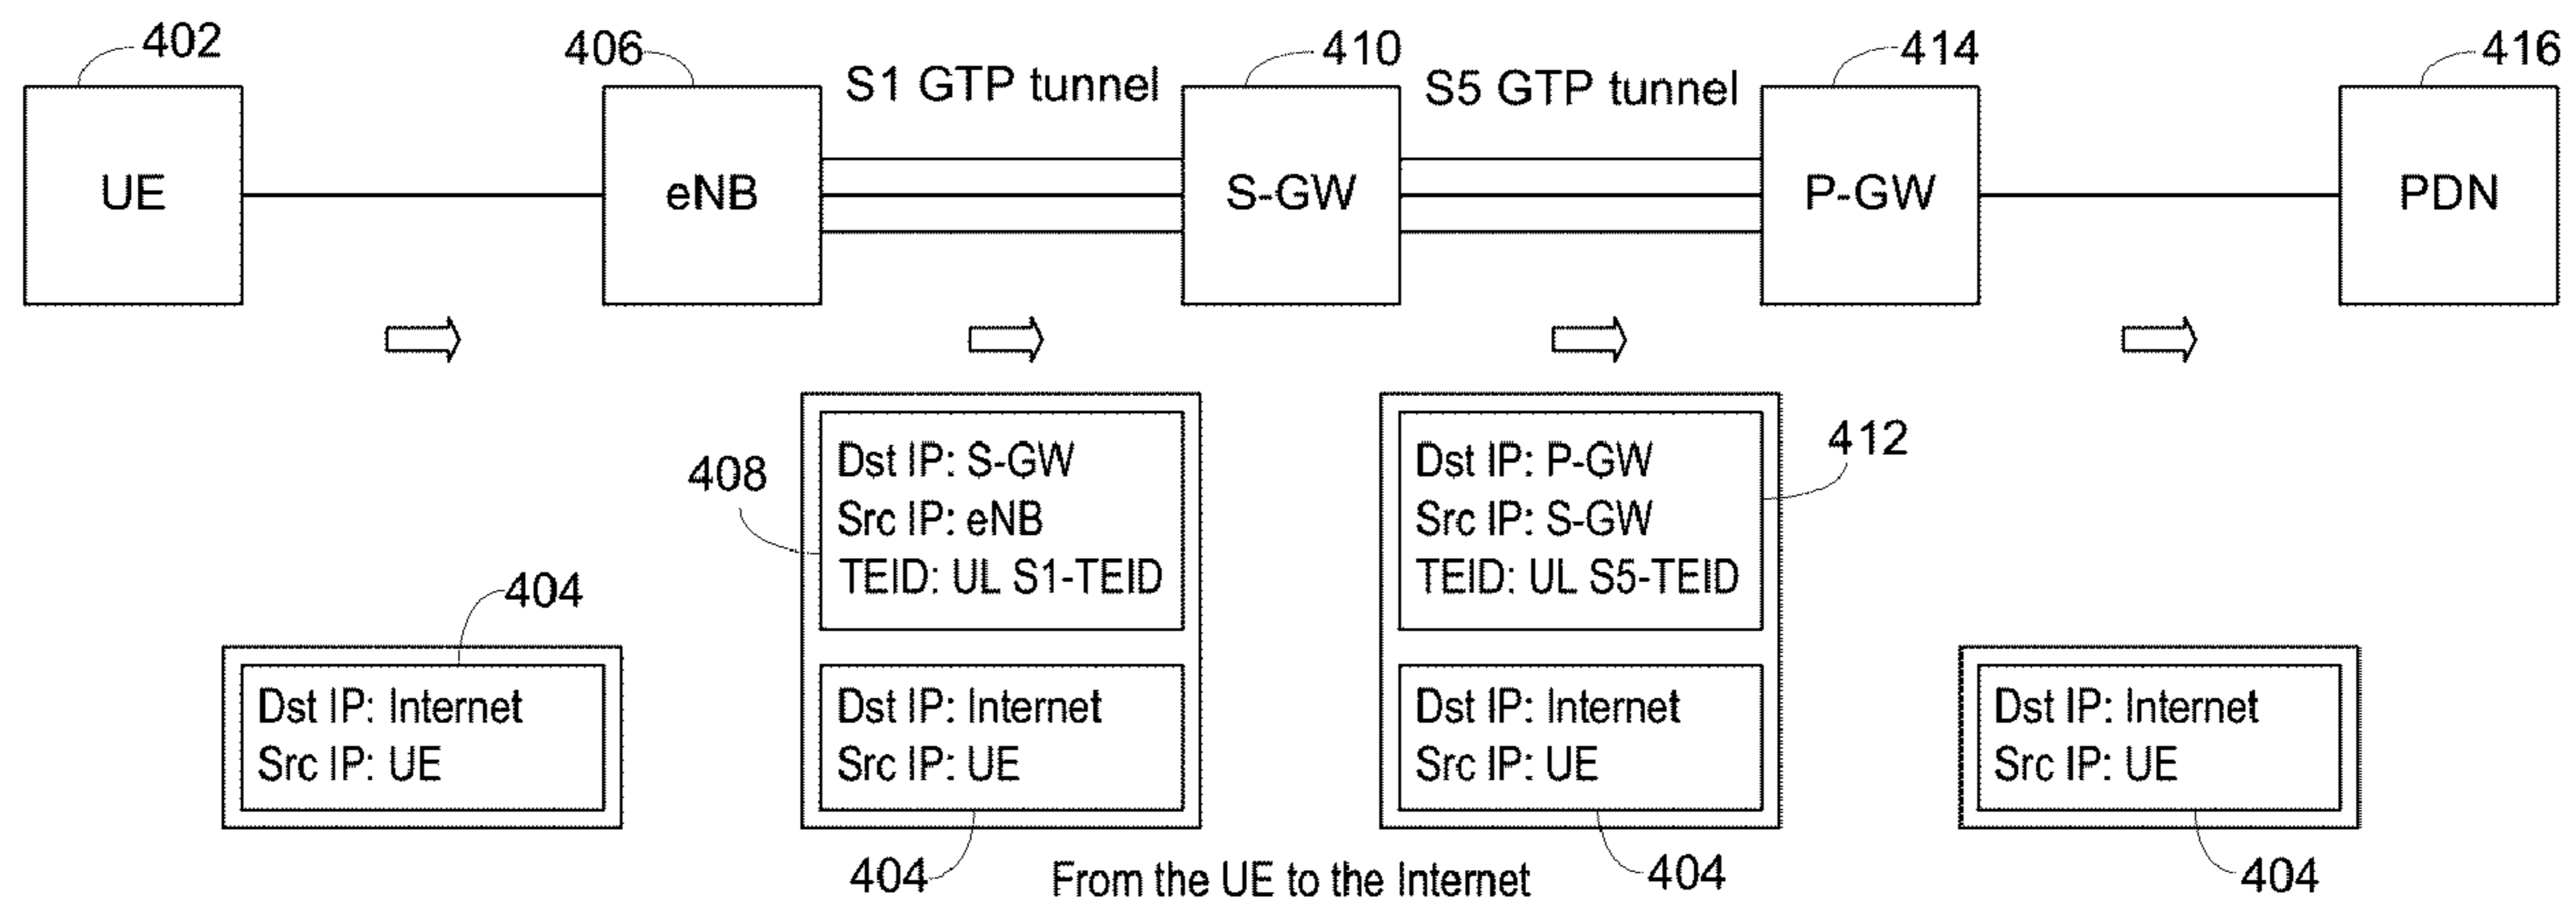 402
406
410
414
416
S1 GTP tunnel
S5 GTP tunnel
UE
eNB
S-GW
P-GW
PDN
404
Dst IP: Internet
Src IP: UE
408
Dst IP: S-GW
Src IP: eNB
TEID: UL S1-TEID
Dst IP: Internet
Src IP: UE
404
412
Dst IP: P-GW
Src IP: S-GW
TEID: UL S5-TEID
Dst IP: Internet
Src IP: UE
404
Dst IP: Internet
Src IP: UE
404
From the UE to the Internet